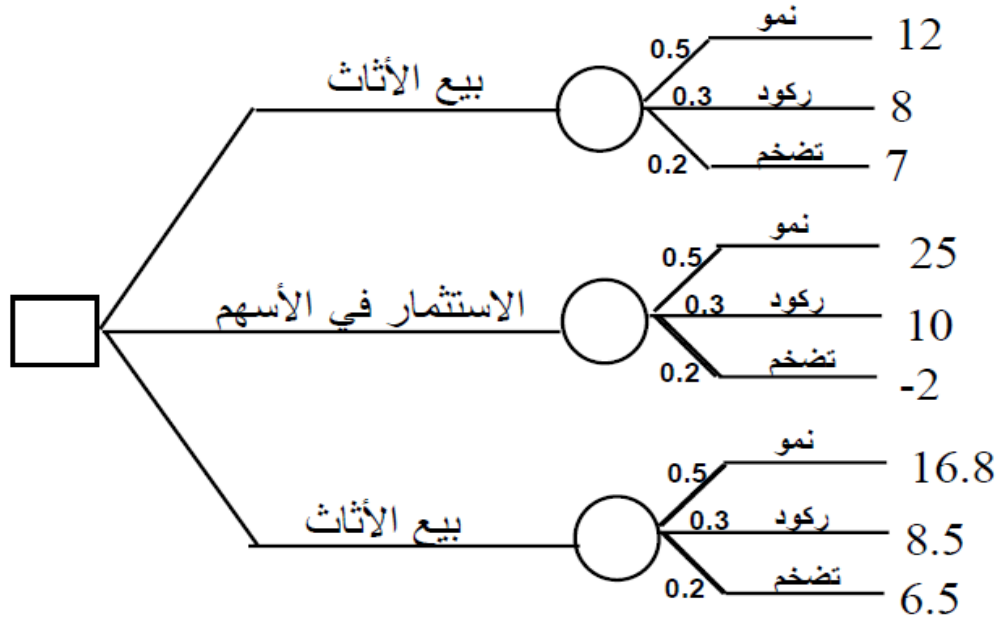 نمو
12
0.5
بيع الأثاث
0.3
ركود
8
0.2
تضخم
7
نمو
25
0.5
الاستثمار في الأسهم
0.3
ركود
10
0.2
تضخم
-2
نمو
16.8
0.5
بيع الأثاث
0.3
ركود
8.5
0.2
تضخم
6.5